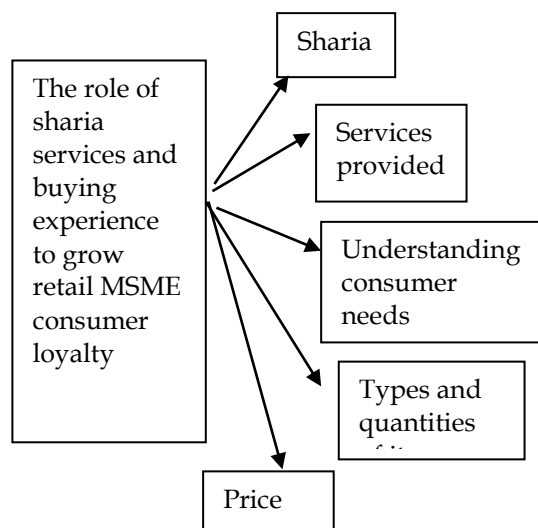 The role of
sharia
services and
buying
experience
to grow
retail MSME
consumer
loyalty
Sharia
Services
provided
Understanding
consumer
needs
Types and
quantities
Price